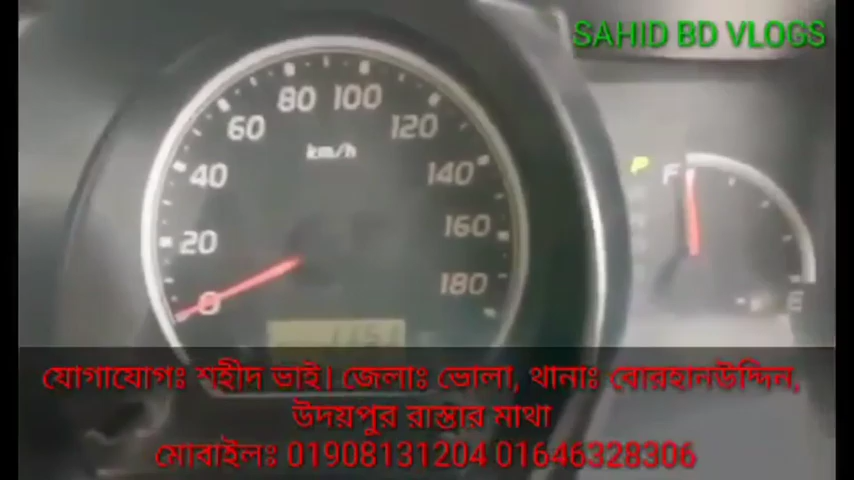 SAHID BD VLOGS
80 100
60 120
km/h
40 140
P F
20 160
0 180
E
যোগাযোগঃ শহীদ ভাই। জেলাঃ ভোলা, থানাঃ বোরহানউদ্দিন,
উদয়পুর রাস্তার মাথা
মোবাইলঃ 01908131204 01646328306